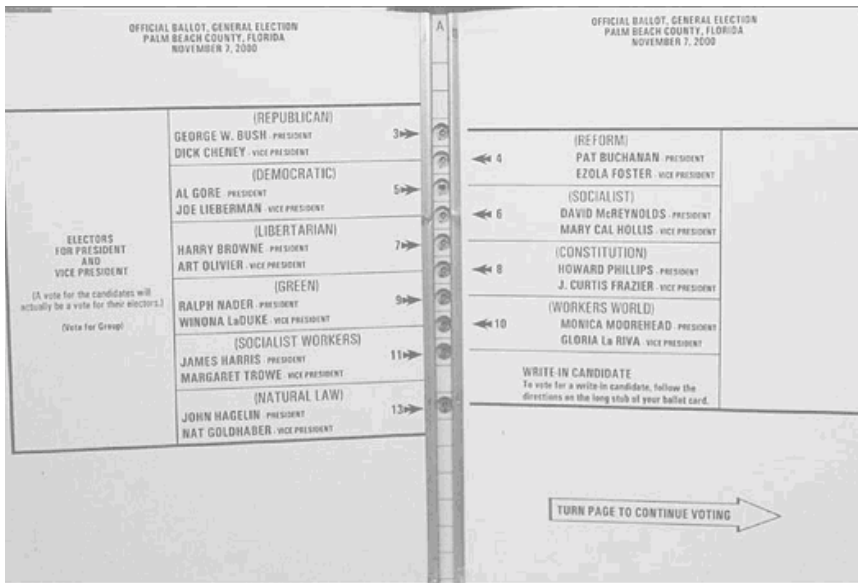 OFFICIAL BALLOT, GENERAL ELECTION
PALM BEACH COUNTY, FLORIDA
NOVEMBER 7, 2000
ELECTORS
FOR PRESIDENT
AND
VICE PRESIDENT
(A vote for the candidates will
actually be a vote for their electors.)
(Vote for Group)
(REPUBLICAN)
GEORGE W. BUSH - PRESIDENT 3
DICK CHENEY - VICE PRESIDENT
(DEMOCRATIC)
AL GORE - PRESIDENT 5
JOE LIEBERMAN - VICE PRESIDENT
(LIBERTARIAN)
HARRY BROWNE - PRESIDENT 7
ART OLIVIER - VICE PRESIDENT
(GREEN)
RALPH NADER - PRESIDENT 9
WINONA LaDUKE - VICE PRESIDENT
(SOCIALIST WORKERS)
JAMES HARRIS - PRESIDENT 11
MARGARET TROWE - VICE PRESIDENT
(NATURAL LAW)
JOHN HAGELIN - PRESIDENT 13
NAT GOLDHABER - VICE PRESIDENT
A
OFFICIAL BALLOT, GENERAL ELECTION
PALM BEACH COUNTY, FLORIDA
NOVEMBER 7, 2000
(REFORM)
4 PAT BUCHANAN - PRESIDENT
EZOLA FOSTER - VICE PRESIDENT
(SOCIALIST)
6 DAVID McREYNOLDS - PRESIDENT
MARY CAL HOLLIS - VICE PRESIDENT
(CONSTITUTION)
8 HOWARD PHILLIPS - PRESIDENT
J. CURTIS FRAZIER - VICE PRESIDENT
(WORKERS WORLD)
10 MONICA MOOREHEAD - PRESIDENT
GLORIA La RIVA - VICE PRESIDENT
WRITE-IN CANDIDATE
To vote for a write-in candidate, follow the
directions on the long stub of your ballot card.
TURN PAGE TO CONTINUE VOTING